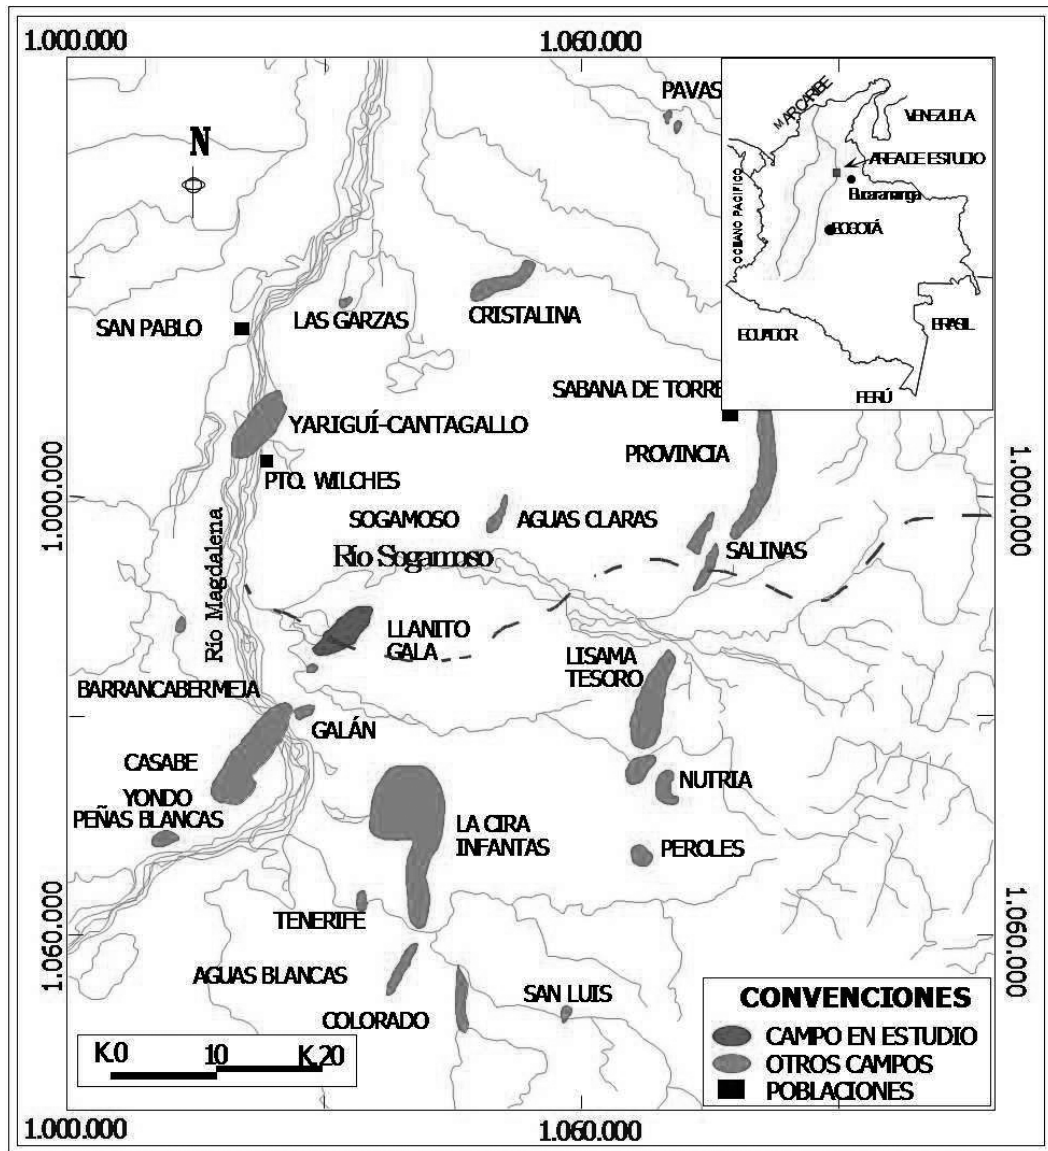 1.000.000
1.060.000
PAVAS
MAR CARIBE
VENEZUELA
N
AREA DE ESTUDIO
Bucaramanga
OCEANO PACIFICO
BOGOTÁ
SAN PABLO
LAS GARZAS
CRISTALINA
ECUADOR
BRASIL
PERÚ
SABANA DE TORRE
YARIGUÍ-CANTAGALLO
PROVINCIA
PTO. WILCHES
1.000.000
1.000.000
SOGAMOSO
AGUAS CLARAS
Río Sogamoso
SALINAS
Río Magdalena
LLANITO
GALA
LISAMA
TESORO
BARRANCABERMEJA
GALÁN
CASABE
YONDO
PEÑAS BLANCAS
NUTRIA
LA CIRA
INFANTAS
PEROLES
TENERIFE
1.060.000
1.060.000
AGUAS BLANCAS
SAN LUIS
COLORADO
CONVENCIONES
CAMPO EN ESTUDIO
OTROS CAMPOS
POBLACIONES
K.0 10 K.20
1.000.000
1.060.000